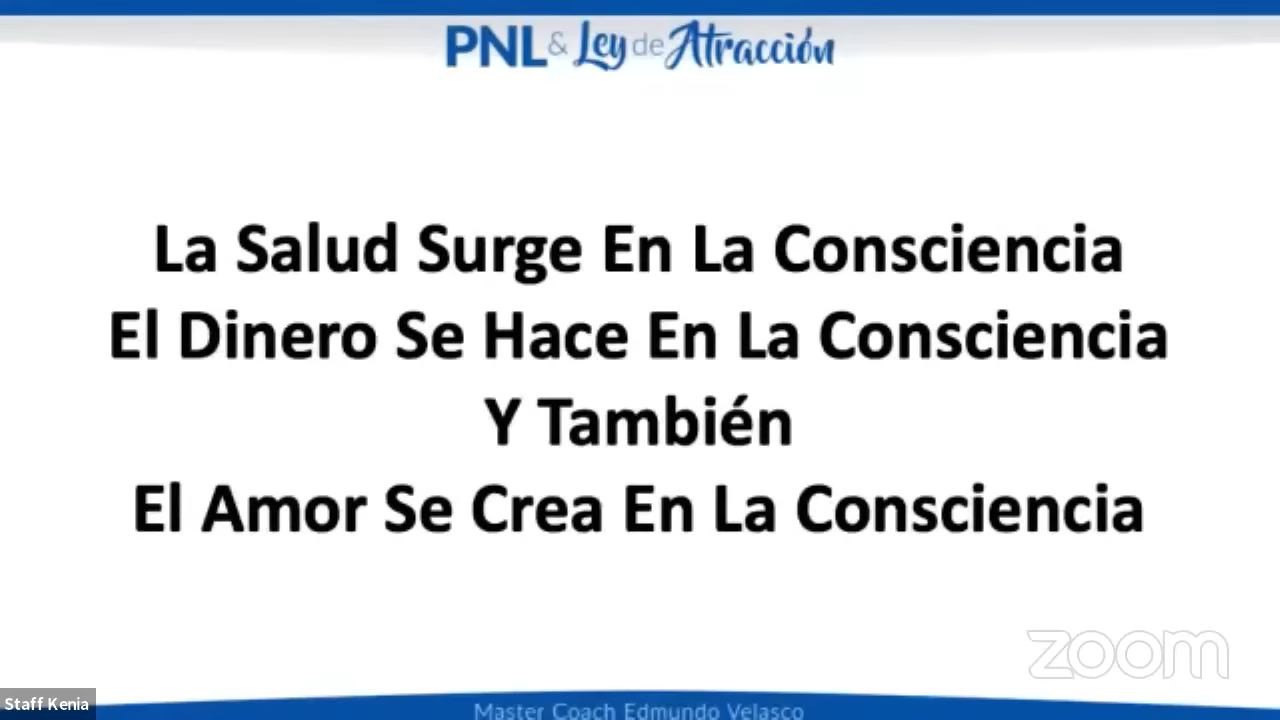 PNL & Ley de Atracción
La Salud Surge En La Consciencia
El Dinero Se Hace En La Consciencia
Y También
El Amor Se Crea En La Consciencia
zoom
Staff Kenia
Master Coach Edmundo Velasco